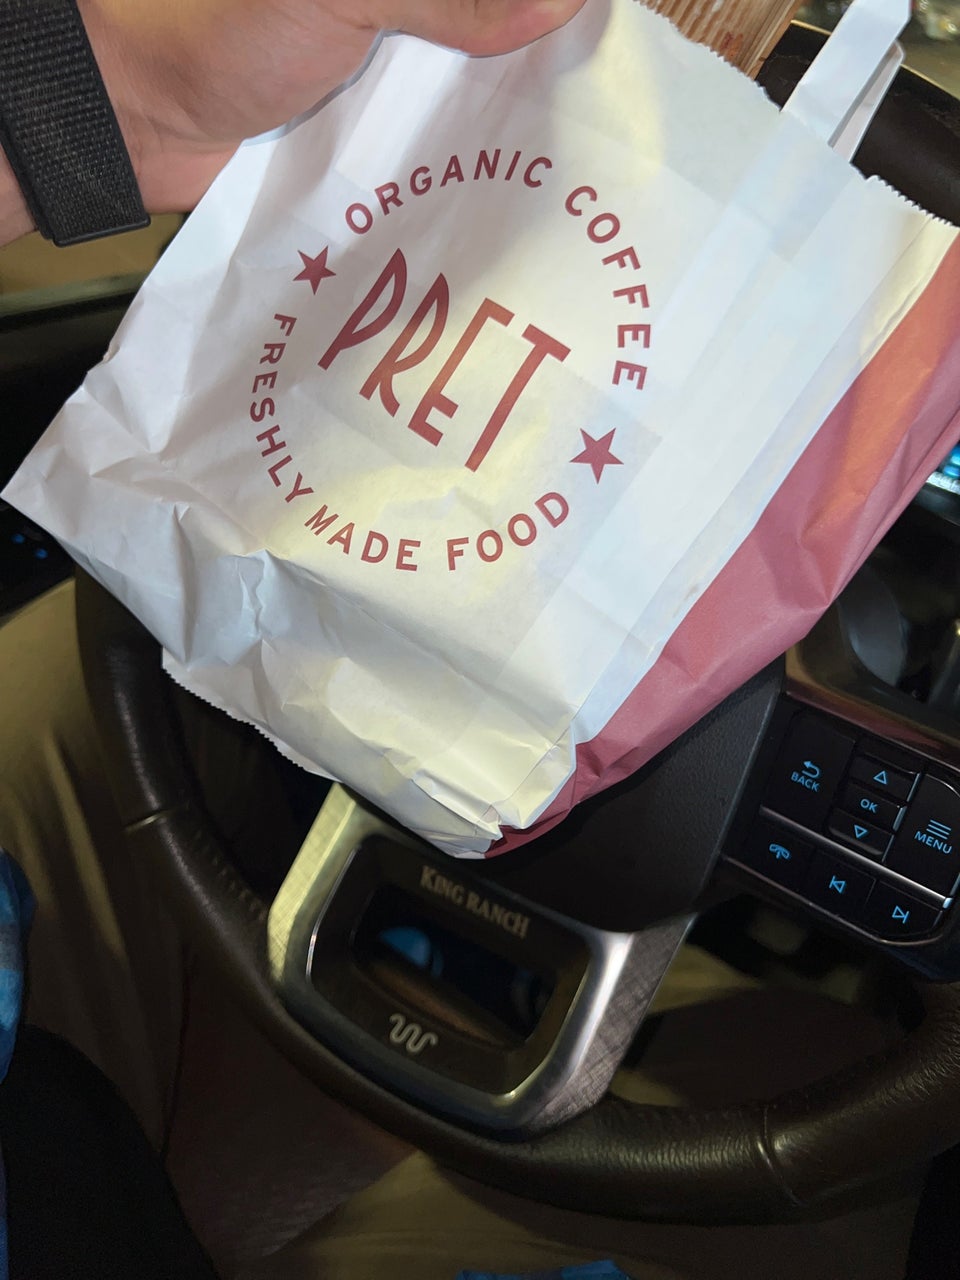 ORGANIC COFFEE
PRET
FRESHLY MADE FOOD
BACK
OK
MENU
KING RANCH